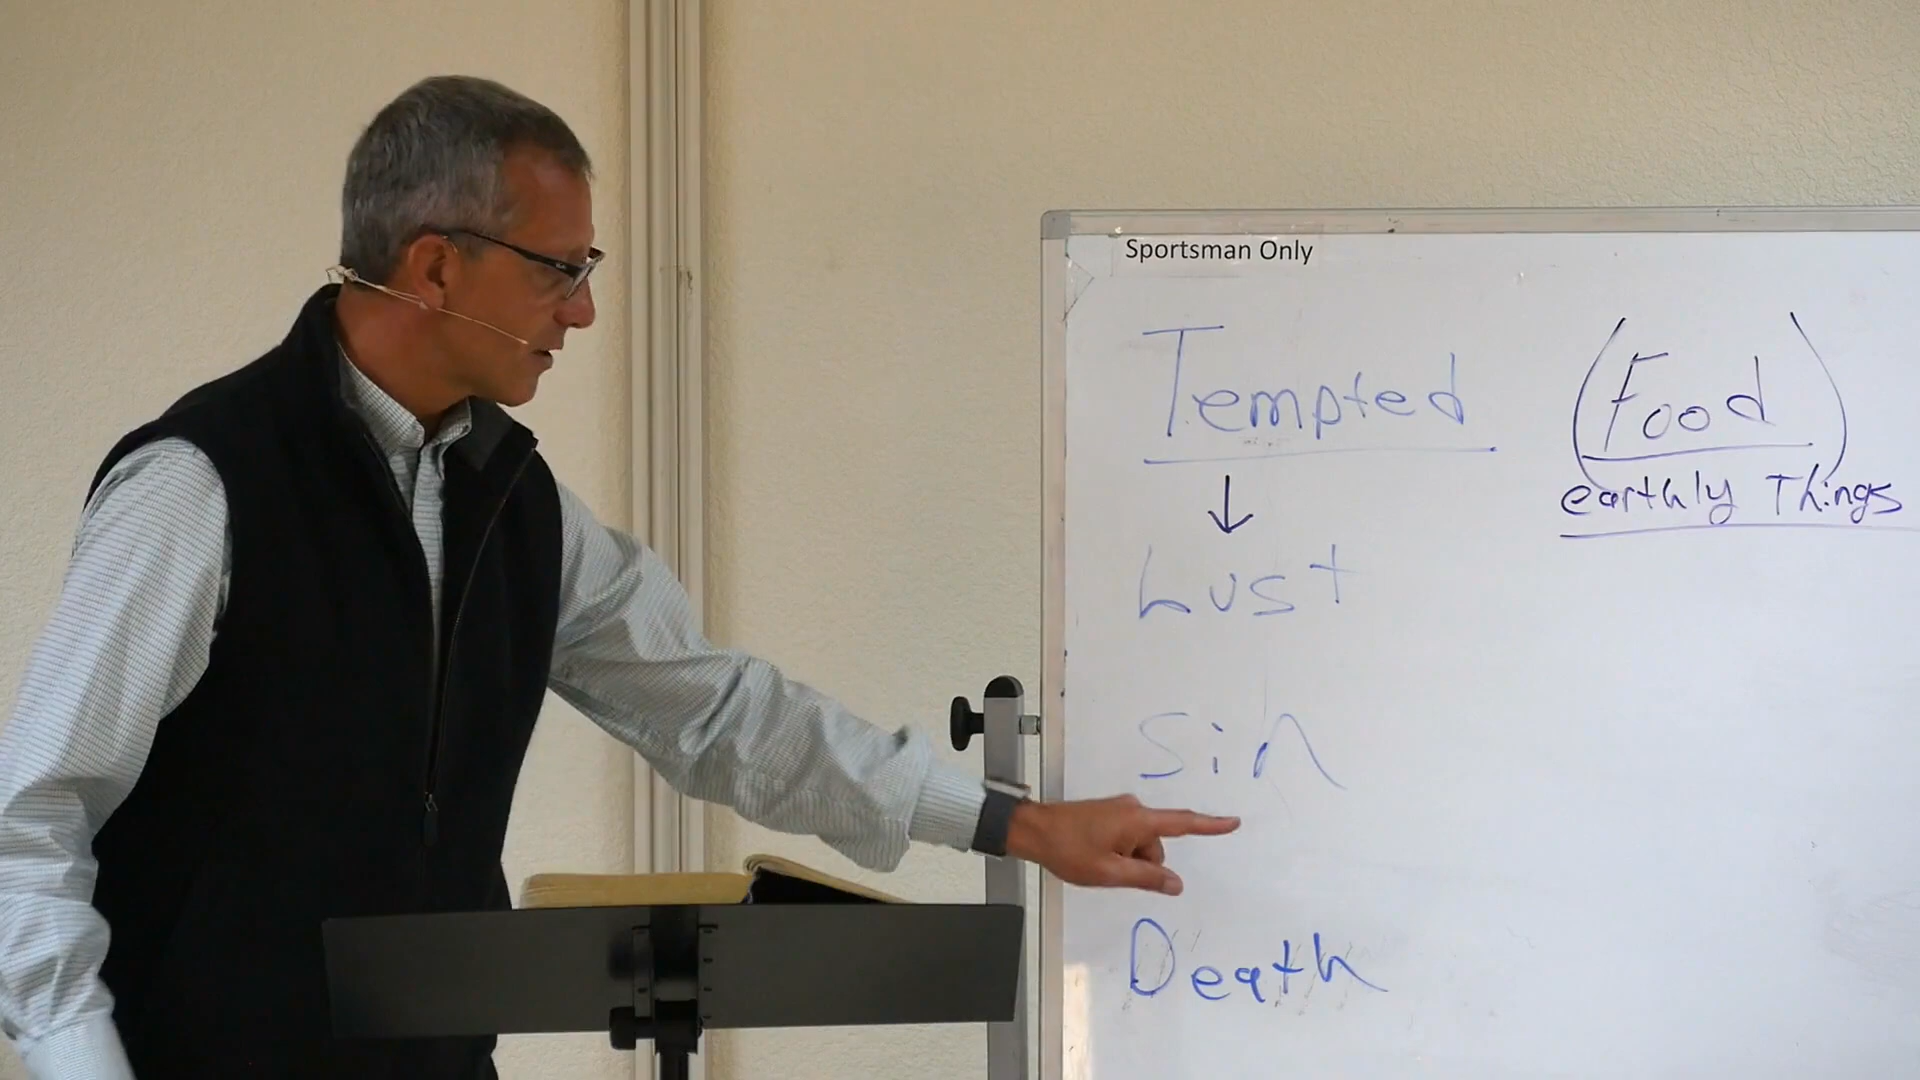 Sportsman Only
Tempted
(Food)
earthly Things
Lust
Sin
Death